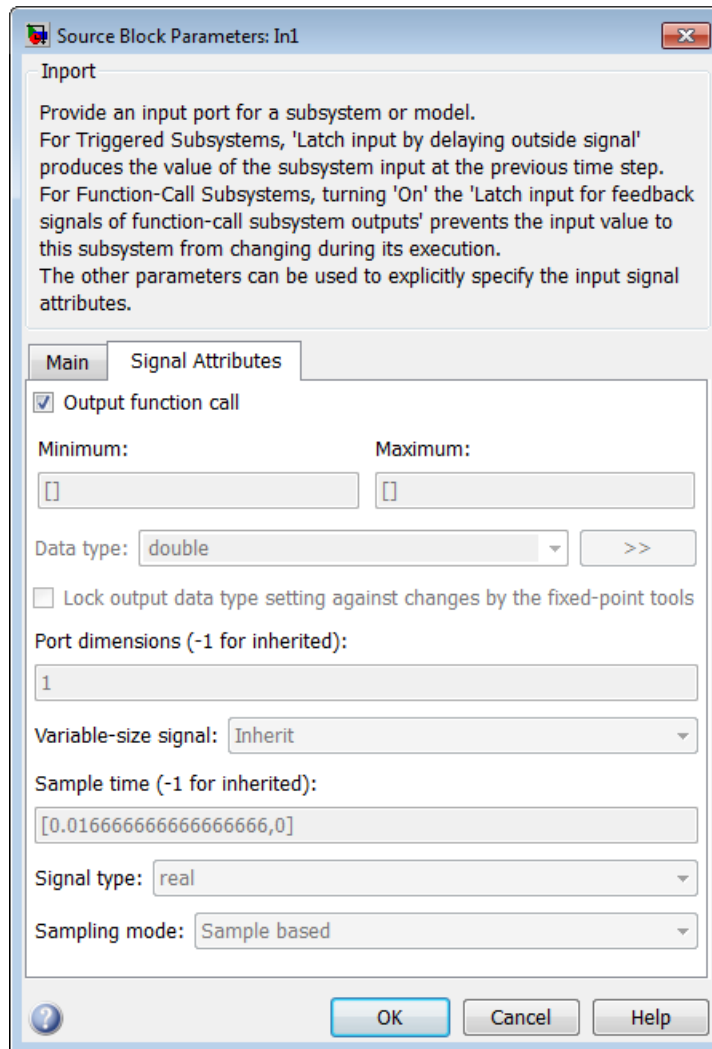 Source Block Parameters: In1
Inport
Provide an input port for a subsystem or model.
For Triggered Subsystems, 'Latch input by delaying outside signal'
produces the value of the subsystem input at the previous time step.
For Function-Call Subsystems, turning 'On' the 'Latch input for feedback
signals of function-call subsystem outputs' prevents the input value to
this subsystem from changing during its execution.
The other parameters can be used to explicitly specify the input signal
attributes.
Main Signal Attributes
Output function call
Minimum: Maximum:
[] []
Data type: double >>
Lock output data type setting against changes by the fixed-point tools
Port dimensions (-1 for inherited):
1
Variable-size signal: Inherit
Sample time (-1 for inherited):
[0.016666666666666666,0]
Signal type: real
Sampling mode: Sample based
? OK Cancel Help